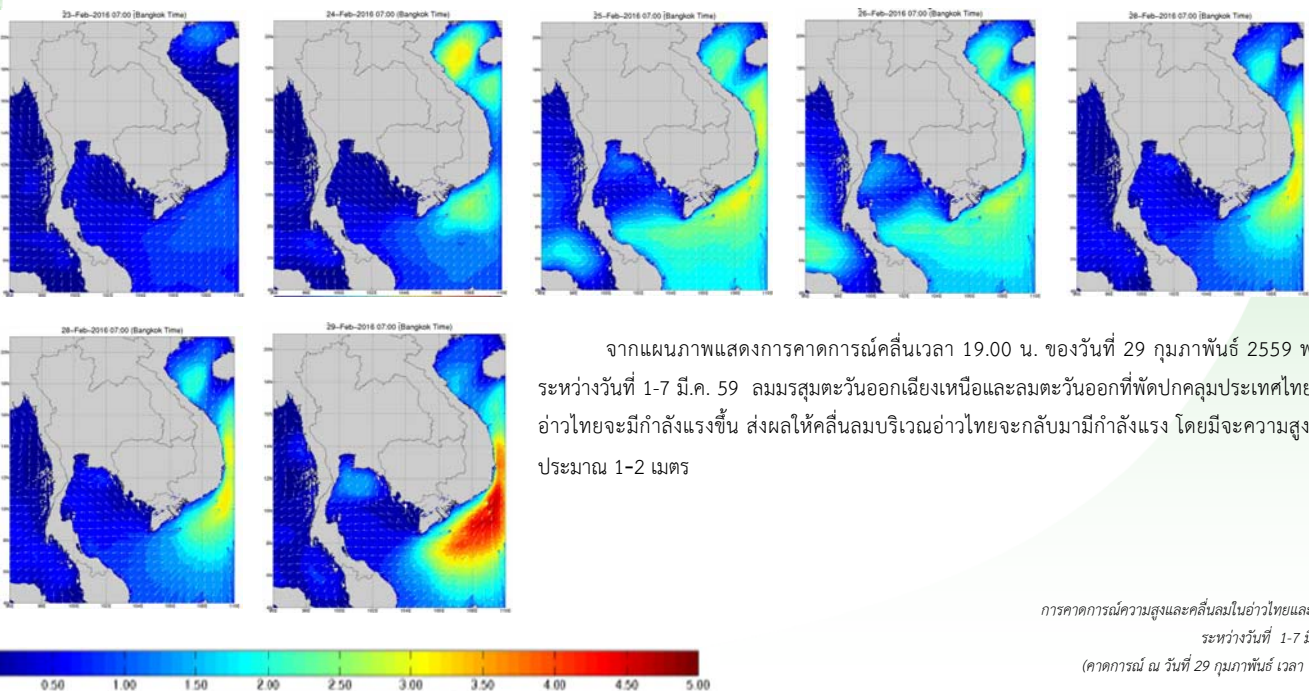 23-Feb-2016 07:00 (Bangkok Time)
24-Feb-2016 07:00 (Bangkok Time)
25-Feb-2016 07:00 (Bangkok Time)
26-Feb-2016 07:00 (Bangkok Time)
28-Feb-2016 07:00 (Bangkok Time)
28-Feb-2016 07:00 (Bangkok Time)
29-Feb-2016 07:00 (Bangkok Time)
จากแผนภาพแสดงการคาดการณ์คลื่นเวลา 19.00 น. ของวันที่ 29 กุมภาพันธ์ 2559
ระหว่างวันที่ 1-7 มี.ค. 59 ลมมรสุมตะวันออกเฉียงเหนือและลมตะวันออกที่พัดปกคลุมประเทศไทย
อ่าวไทยจะมีกำลังแรงขึ้น ส่งผลให้คลื่นลมบริเวณอ่าวไทยจะกลับมามีกำลังแรง โดยมีจะความสูง
ประมาณ 1-2 เมตร
การคาดการณ์ความสูงและคลื่นลมในอ่าวไทยและ
ระหว่างวันที่ 1-7
(คาดการณ์ ณ วันที่ 29 กุมภาพันธ์ เวลา
0.50 1.00 1.50 2.00 2.50 3.00 3.50 4.00 4.50 5.00